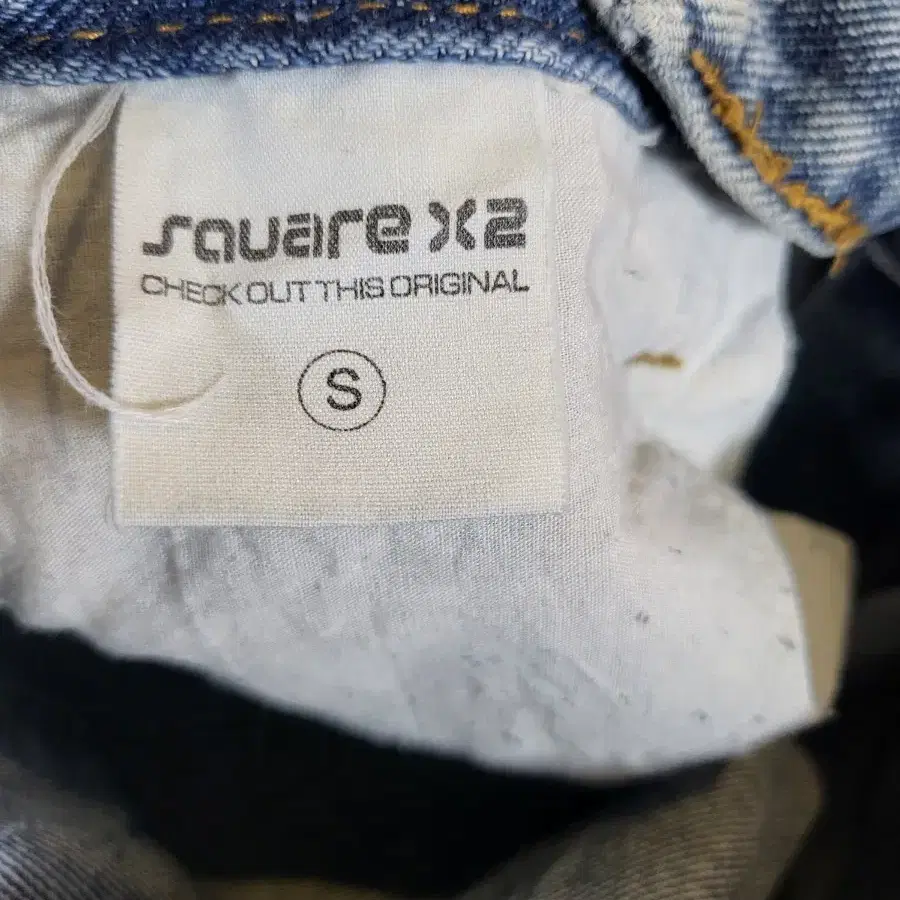 square x2
CHECK OUT THIS ORIGINAL
S